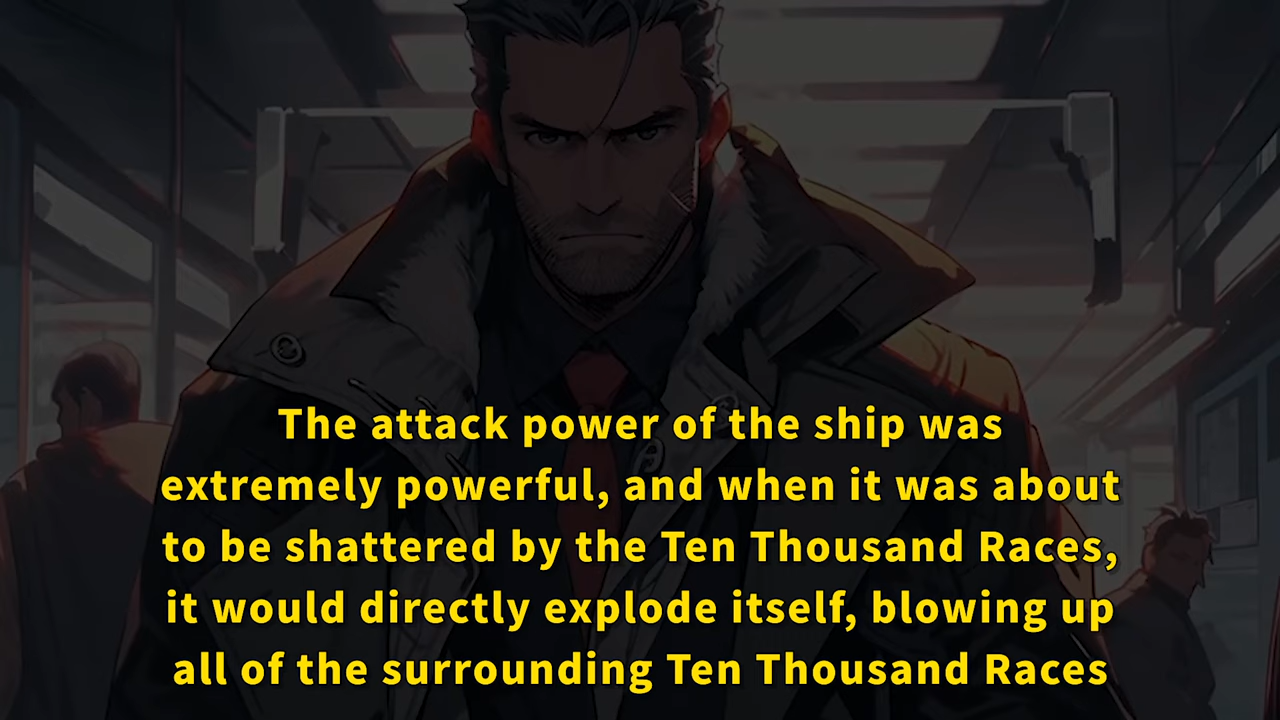 The attack power of the ship was
extremely powerful, and when it was about
to be shattered by the Ten Thousand Races,
it would directly explode itself, blowing up
all of the surrounding Ten Thousand Races